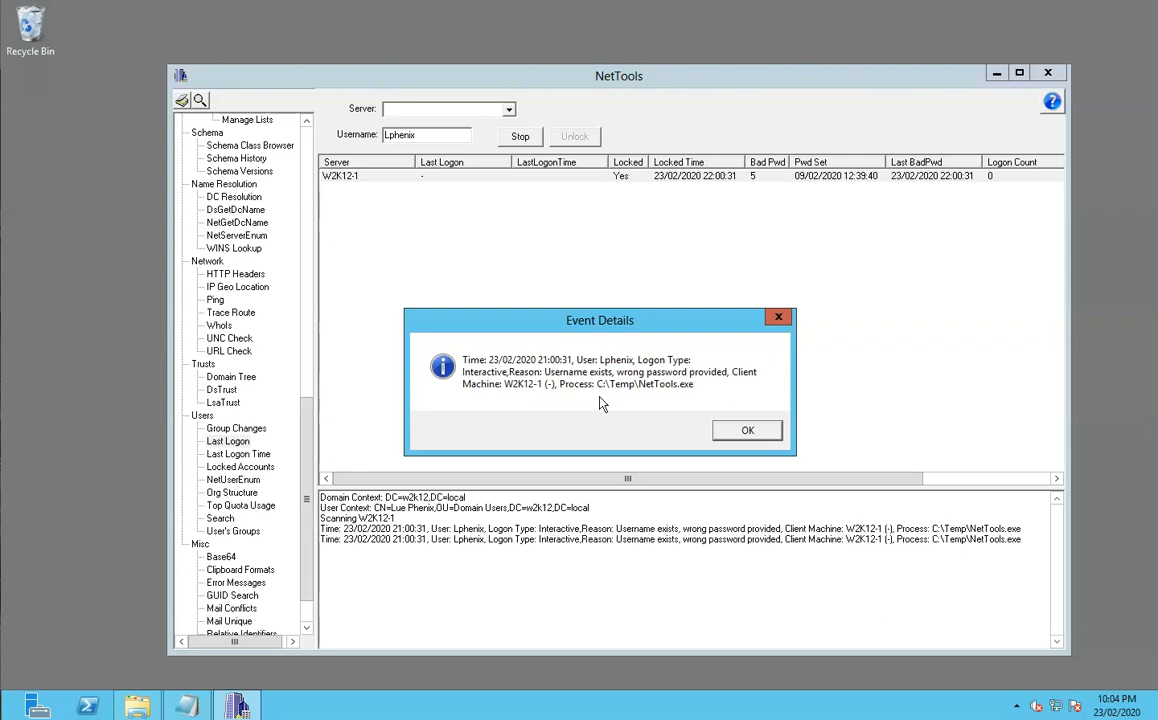 Recycle Bin
NetTools
Server:
Username: Lphenix Stop Unlock
Manage Lists
Schema
Schema Class Browser
Schema History
Schema Versions
Name Resolution
DC Resolution
DsGetDcName
NetGetDcName
NetServerEnum
WINS Lookup
Network
HTTP Headers
IP Geo Location
Ping
Trace Route
WhoIs
UNC Check
URL Check
Trusts
Domain Tree
DsTrust
LsaTrust
Users
Group Changes
Last Logon
Last Logon Time
Locked Accounts
NetUserEnum
Org Structure
Top Quota Usage
Search
User's Groups
Misc
Base64
Clipboard Formats
Error Messages
GUID Search
Mail Conflicts
Mail Unique
Relative Identifiers
Server Last Logon LastLogonTime Locked Locked Time Bad Pwd Pwd Set Last BadPwd Logon Count
W2K12-1 - Yes 23/02/2020 22:00:31 5 09/02/2020 12:39:40 23/02/2020 22:00:31 0
Event Details
Time: 23/02/2020 21:00:31, User: Lphenix, Logon Type:
Interactive,Reason: Username exists, wrong password provided, Client
Machine: W2K12-1 (-), Process: C:\Temp\NetTools.exe
OK
Domain Context: DC=w2k12,DC=local
User Context: CN=Lue Phenix,OU=Domain Users,DC=w2k12,DC=local
Scanning W2K12-1
Time: 23/02/2020 21:00:31, User: Lphenix, Logon Type: Interactive,Reason: Username exists, wrong password provided, Client Machine: W2K12-1 (-), Process: C:\Temp\NetTools.exe
Time: 23/02/2020 21:00:31, User: Lphenix, Logon Type: Interactive,Reason: Username exists, wrong password provided, Client Machine: W2K12-1 (-), Process: C:\Temp\NetTools.exe
10:04 PM
23/02/2020